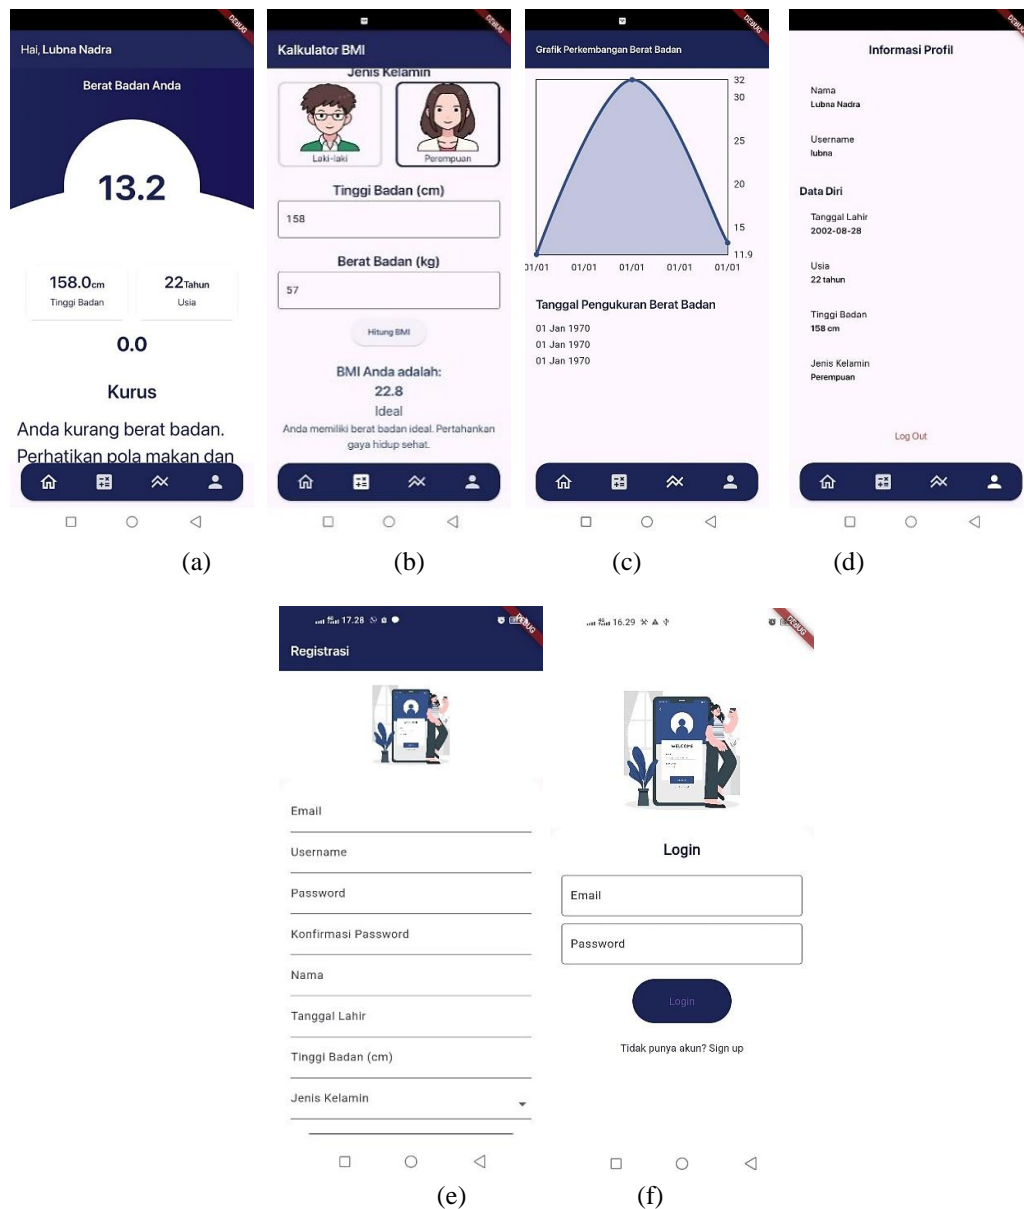 DEBUG
Hai, Lubna Nadra
Berat Badan Anda
13.2
158.0cm
Tinggi Badan
22Tahun
Usia
0.0
Kurus
Anda kurang berat badan.
Perhatikan pola makan dan
(a)
DEBUG
Kalkulator BMI
Jenis Kelamin
Laki-laki
Perempuan
Tinggi Badan (cm)
158
Berat Badan (kg)
57
Hitung BMI
BMI Anda adalah:
22.8
Ideal
Anda memiliki berat badan ideal. Pertahankan
gaya hidup sehat.
(b)
DEBUG
Grafik Perkembangan Berat Badan
32
30
25
20
15
11.9
01/01 01/01 01/01 01/01 01/01
Tanggal Pengukuran Berat Badan
01 Jan 1970
01 Jan 1970
01 Jan 1970
(c)
DEBUG
Informasi Profil
Nama
Lubna Nadra
Username
lubna
Data Diri
Tanggal Lahir
2002-08-28
Usia
22 tahun
Tinggi Badan
158 cm
Jenis Kelamin
Perempuan
Log Out
(d)
17.28
DEBUG
Registrasi
Email
Username
Password
Konfirmasi Password
Nama
Tanggal Lahir
Tinggi Badan (cm)
Jenis Kelamin
(e)
16.29
DEBUG
WELCOME
Login
Email
Password
Login
Tidak punya akun? Sign up
(f)